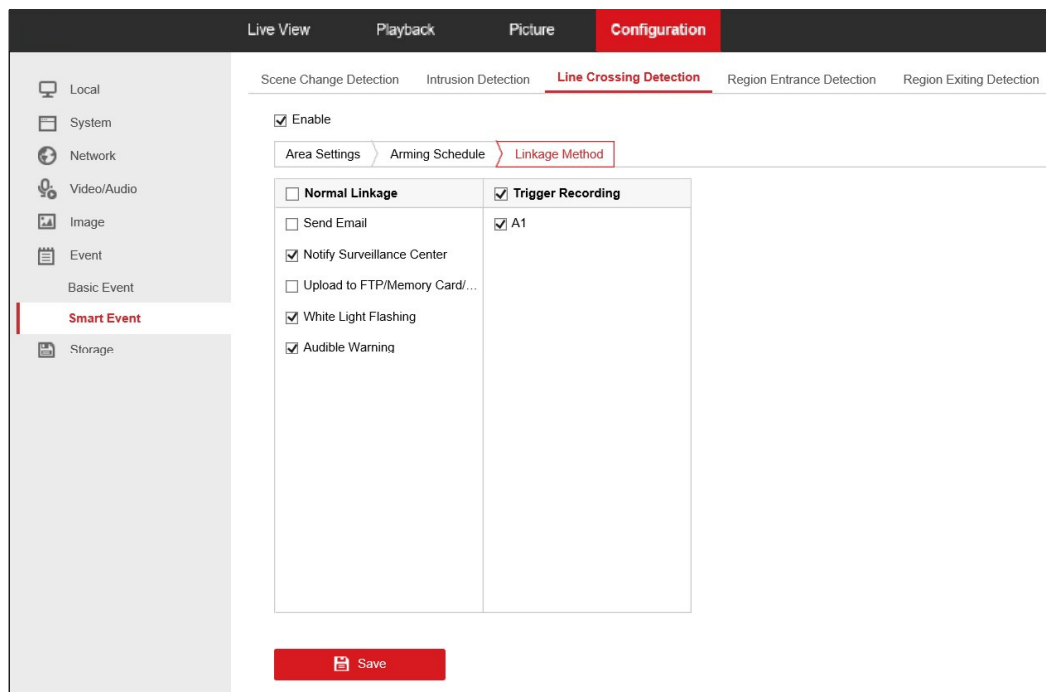 Live View Playback Picture Configuration
Local
System
Network
Video/Audio
Image
Event
Basic Event
Smart Event
Storage
Scene Change Detection Intrusion Detection Line Crossing Detection Region Entrance Detection Region Exiting Detection
Enable
Area Settings Arming Schedule Linkage Method
Normal Linkage Trigger Recording
Send Email A1
Notify Surveillance Center
Upload to FTP/Memory Card/...
White Light Flashing
Audible Warning
Save